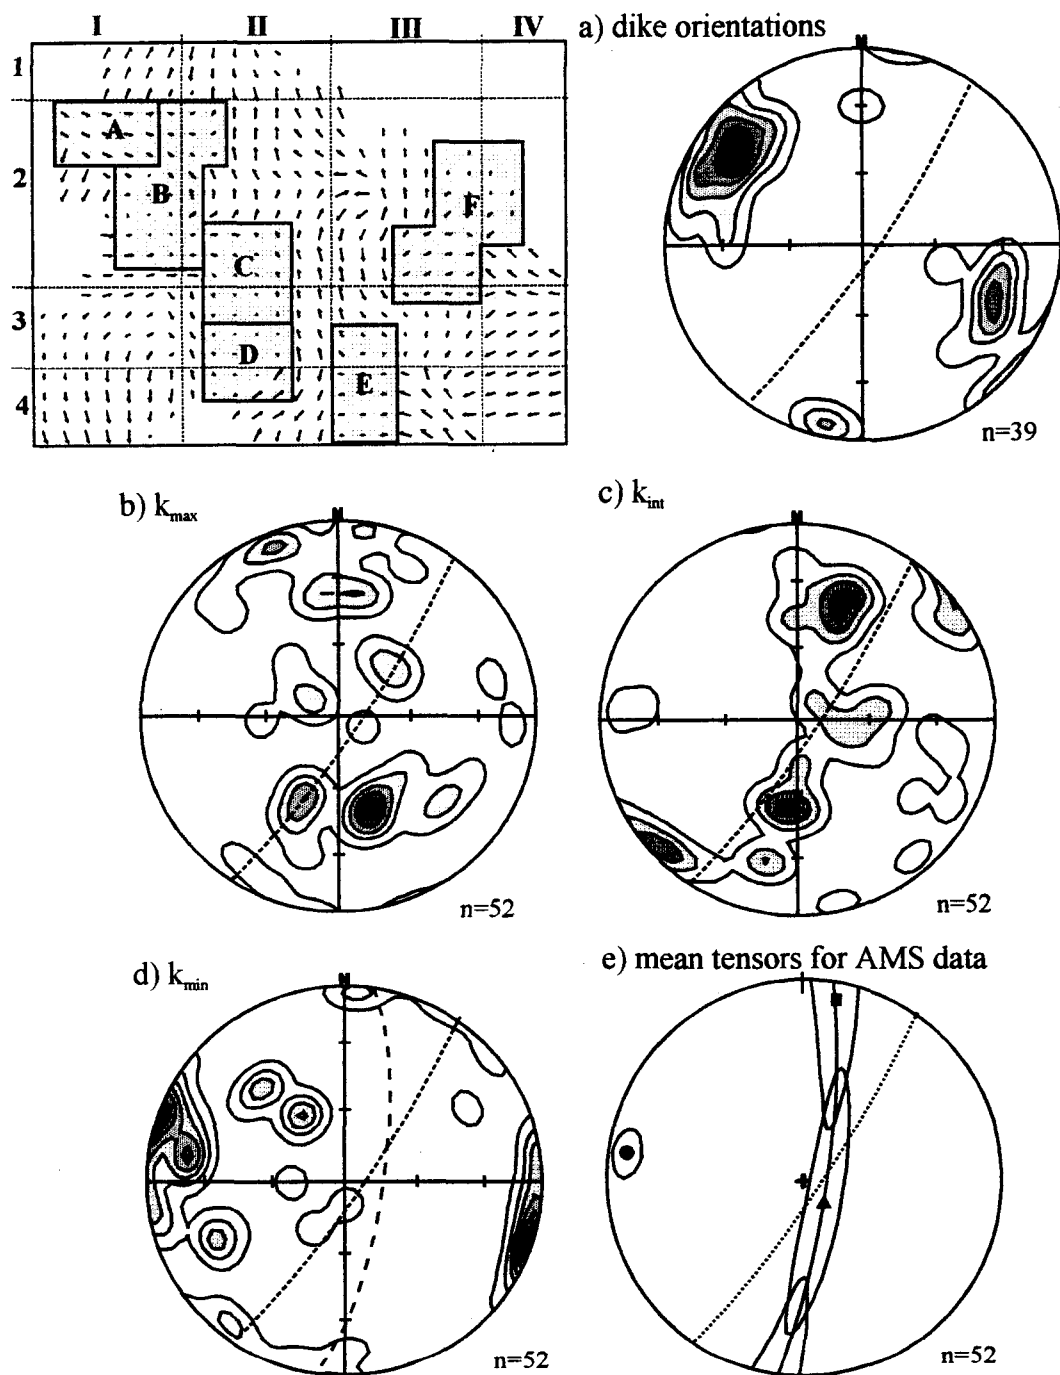 I II III IV
1
2
3
4
A
B
C
D
E
F
a) dike orientations
N
n=39
b) kmax
N
n=52
c) kint
N
n=52
d) kmin
N
n=52
e) mean tensors for AMS data
n=52